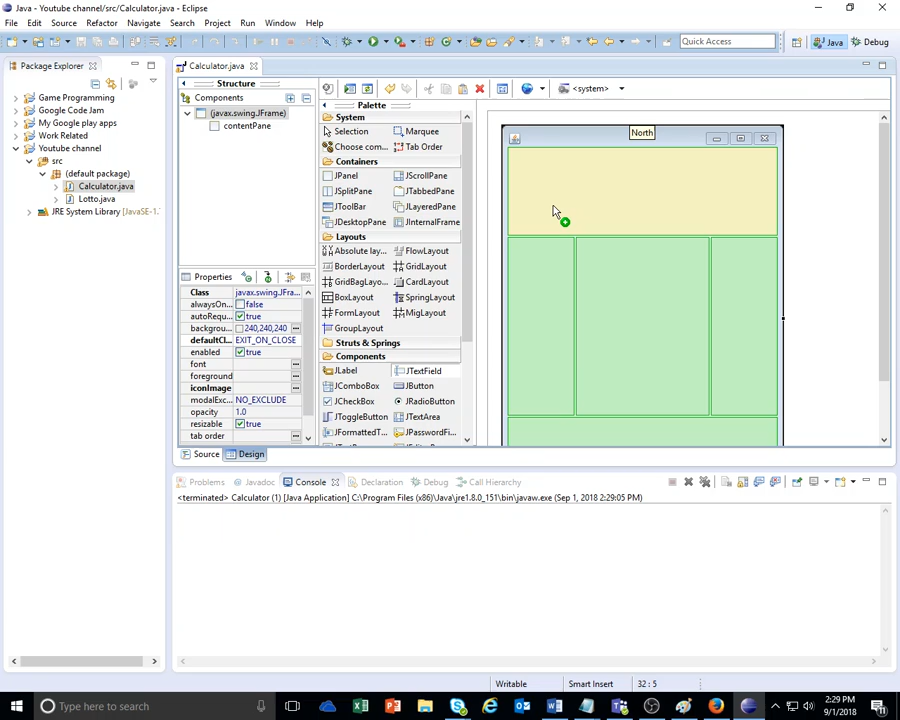 Java - Youtube channel/src/Calculator.java - Eclipse
File Edit Source Refactor Navigate Search Project Run Window Help
Quick Access
Java
Debug
Package Explorer
Game Programming
Google Code Jam
My Google play apps
Work Related
Youtube channel
src
(default package)
Calculator.java
Lotto.java
JRE System Library [JavaSE-1.
Calculator.java
Structure
Components
(javax.swing.JFrame)
contentPane
Properties
Class javax.swing.JFra...
alwaysOn... false
autoRequ... true
backgrou... 240,240,240
defaultCl... EXIT_ON_CLOSE
enabled true
font
foreground
iconImage
modalExc... NO_EXCLUDE
opacity 1.0
resizable true
tab order
Source Design
<system>
Palette
System
Selection Marquee
Choose com... Tab Order
Containers
JPanel JScrollPane
JSplitPane JTabbedPane
JToolBar JLayeredPane
JDesktopPane JInternalFrame
Layouts
Absolute lay... FlowLayout
BorderLayout GridLayout
GridBagLayo... CardLayout
BoxLayout SpringLayout
FormLayout MigLayout
GroupLayout
Struts & Springs
Components
JLabel JTextField
JComboBox JButton
JCheckBox JRadioButton
JToggleButton JTextArea
JFormattedT... JPasswordFi...
North
Problems Javadoc Console Declaration Debug Call Hierarchy
<terminated> Calculator (1) [Java Application] C:\Program Files (x86)\Java\jre1.8.0_151\bin\javaw.exe (Sep 1, 2018 2:29:05 PM)
Writable Smart Insert 32 : 5
Type here to search
2:29 PM
9/1/2018